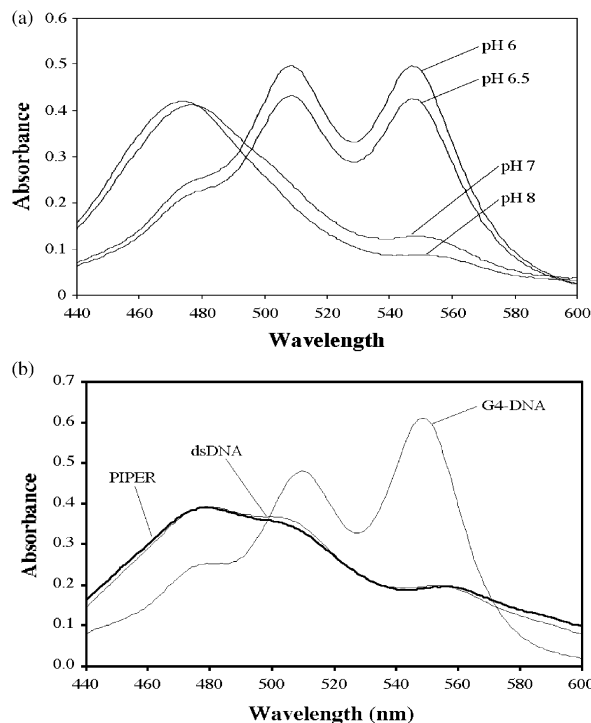 (a)
0.6
0.5
0.4
0.3
0.2
0.1
0
Absorbance
pH 6
pH 6.5
pH 7
pH 8
440 460 480 500 520 540 560 580 600
Wavelength
(b)
0.7
0.6
0.5
0.4
0.3
0.2
0.1
0.0
Absorbance
G4-DNA
dsDNA
PIPER
440 460 480 500 520 540 560 580 600
Wavelength (nm)